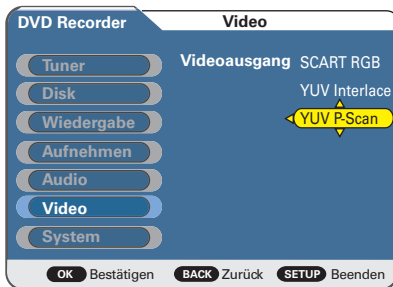 DVD Recorder Video
Tuner
Disk
Wiedergabe
Aufnehmen
Audio
Video
System
Videoausgang SCART RGB
YUV Interlace
YUV P-Scan
OK Bestätigen BACK Zurück SETUP Beenden